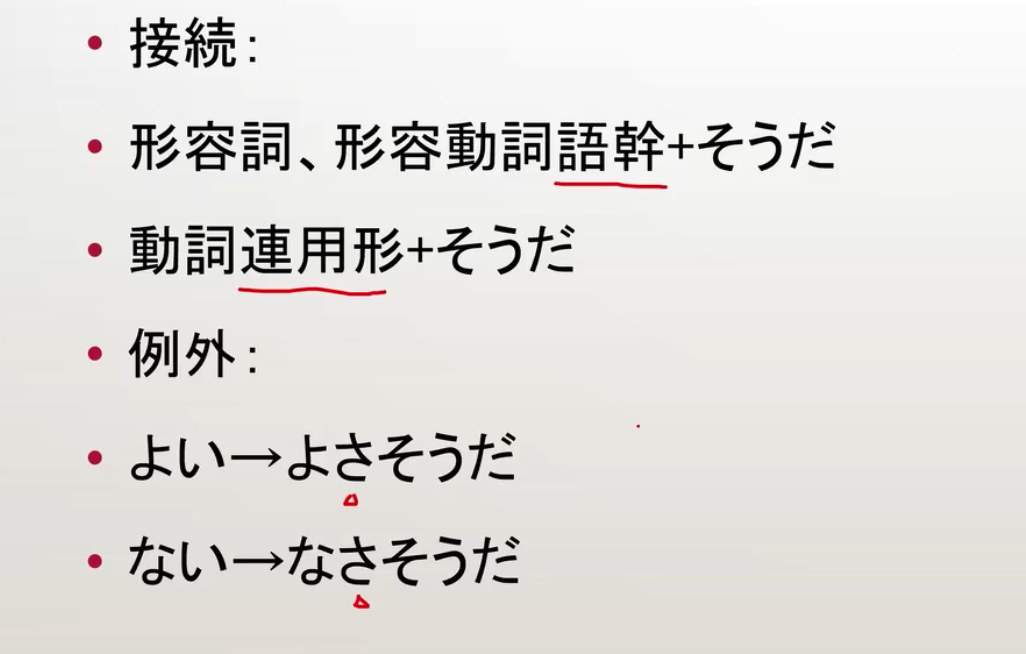 • 接続：
• 形容詞、形容動詞語幹+そうだ
• 動詞連用形+そうだ
• 例外：
• よい→よさそうだ
• ない→なさそうだ